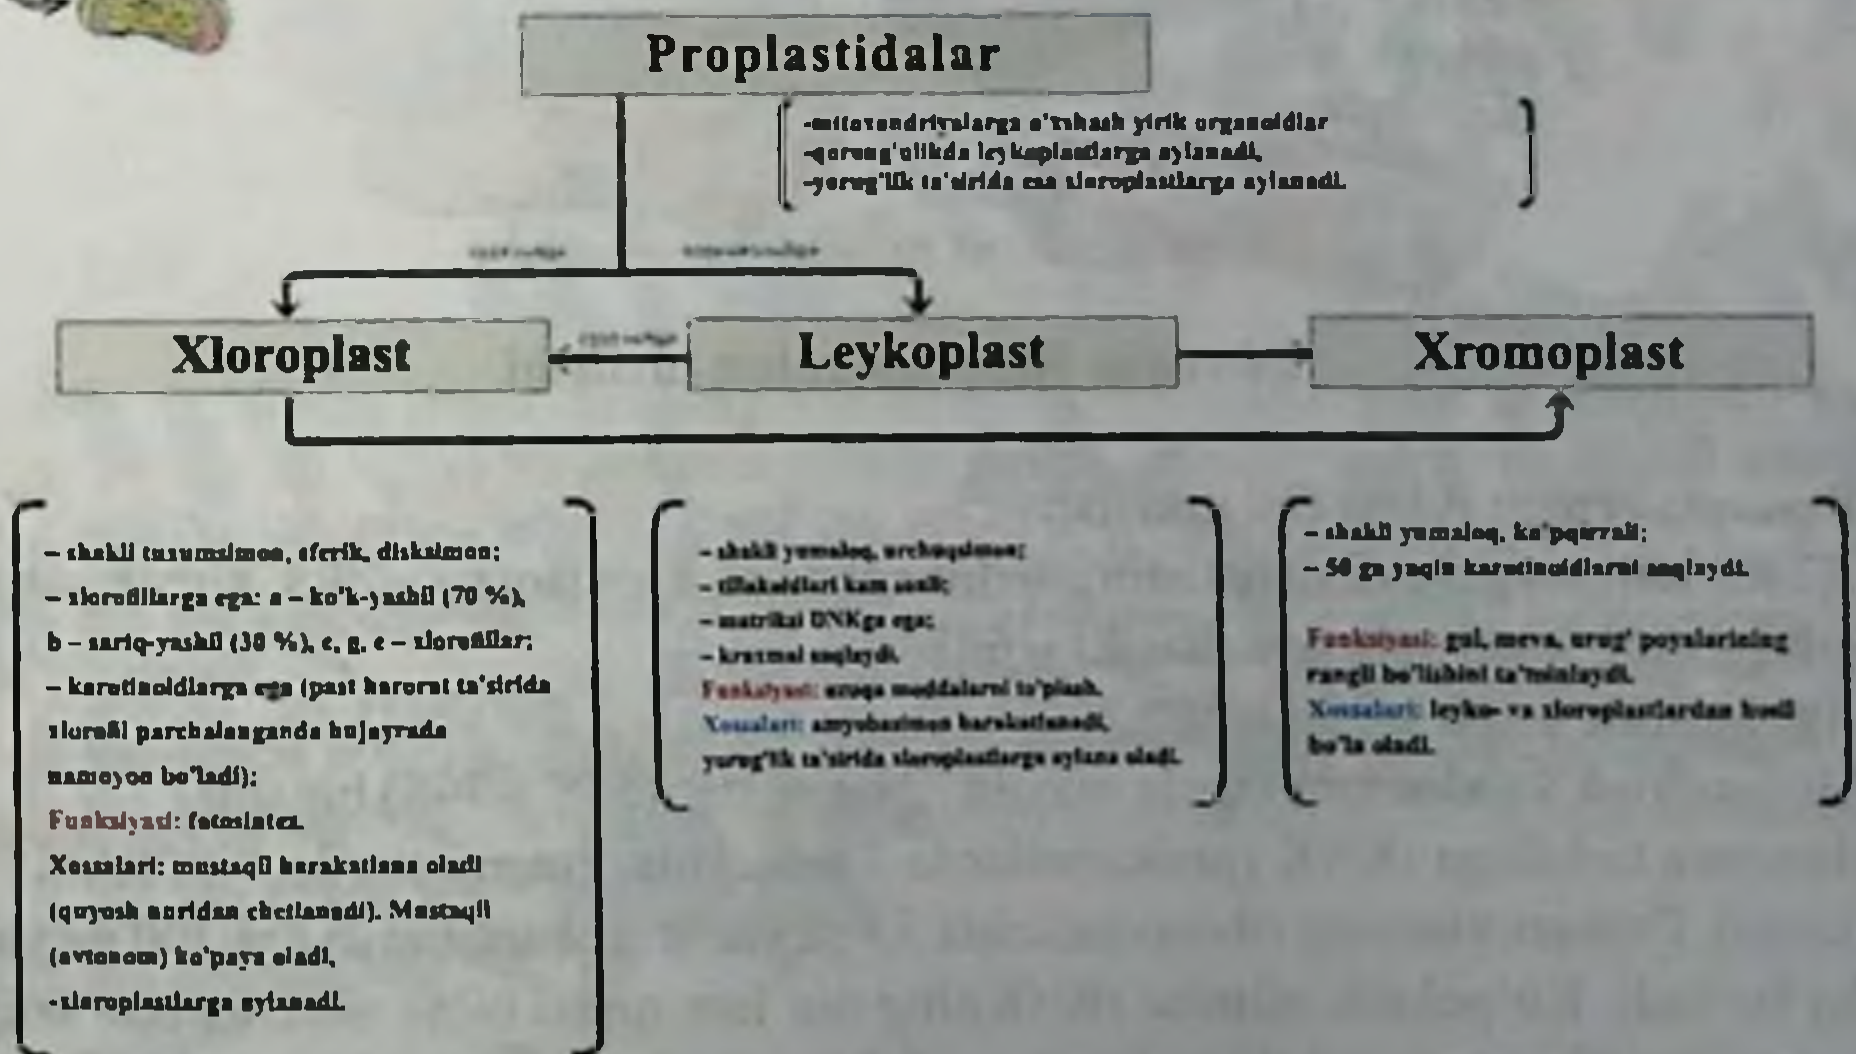 Proplastidalar
-mitoxondriyalarga o'xshash yirik organoidlar
-qorong'ulikda leykoplastlarga aylanadi,
-yorug'lik ta'sirida esa xloroplastlarga aylanadi.
Xloroplast
Leykoplast
Xromoplast
– shakli tuxumsimon, sferik, disksimon;
– xlorofillarga ega: a – ko'k-yashil (70 %),
b – sariq-yashil (30 %), c, g, e – xlorofillar;
– karotinoidlarga ega (past harorat ta'sirida
xlorofil parchalanganda hujayrada
namoyon bo'ladi);
Funksiyasi: fotosintez.
Xossalari: mustaqil harakatlana oladi
(quyosh nuridan chetlanadi). Mustaqil
(avtonom) ko'paya oladi,
-xloroplastlarga aylanadi.
– shakli yumaloq, urchuqsimon;
– tillakoidlari kam sonli;
– matriksi DNKga ega;
– kraxmal saqlaydi.
Funksiyasi: ozuqa moddalarni to'plash.
Xossalari: amyobasimon harakatlanadi,
yorug'lik ta'sirida xloroplastlarga aylana oladi.
– shakli yumaloq, ko'pqirrali;
– 50 ga yaqin karotinoidlarni saqlaydi.
Funksiyasi: gul, meva, urug' poyalarining
rangli bo'lishini ta'minlaydi.
Xossalari: leyko- va xloroplastlardan hosil
bo'la oladi.